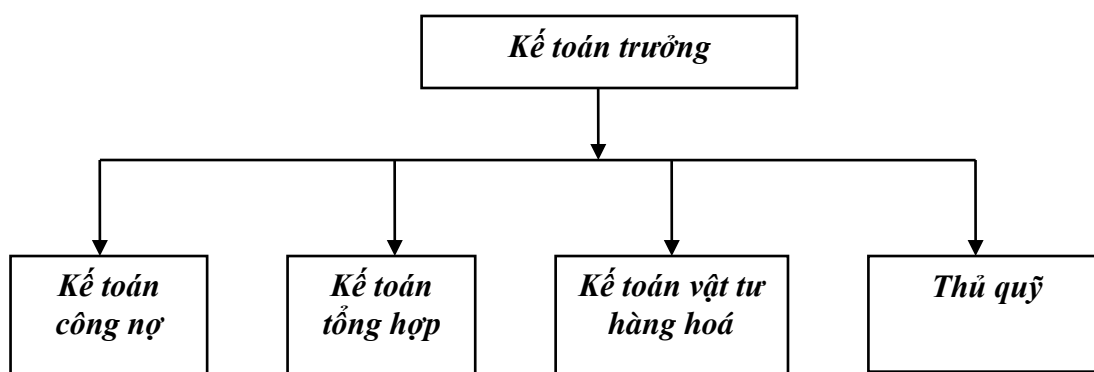 Kế toán trưởng
Kế toán
công nợ
Kế toán
tổng hợp
Kế toán vật tư
hàng hoá
Thủ quỹ